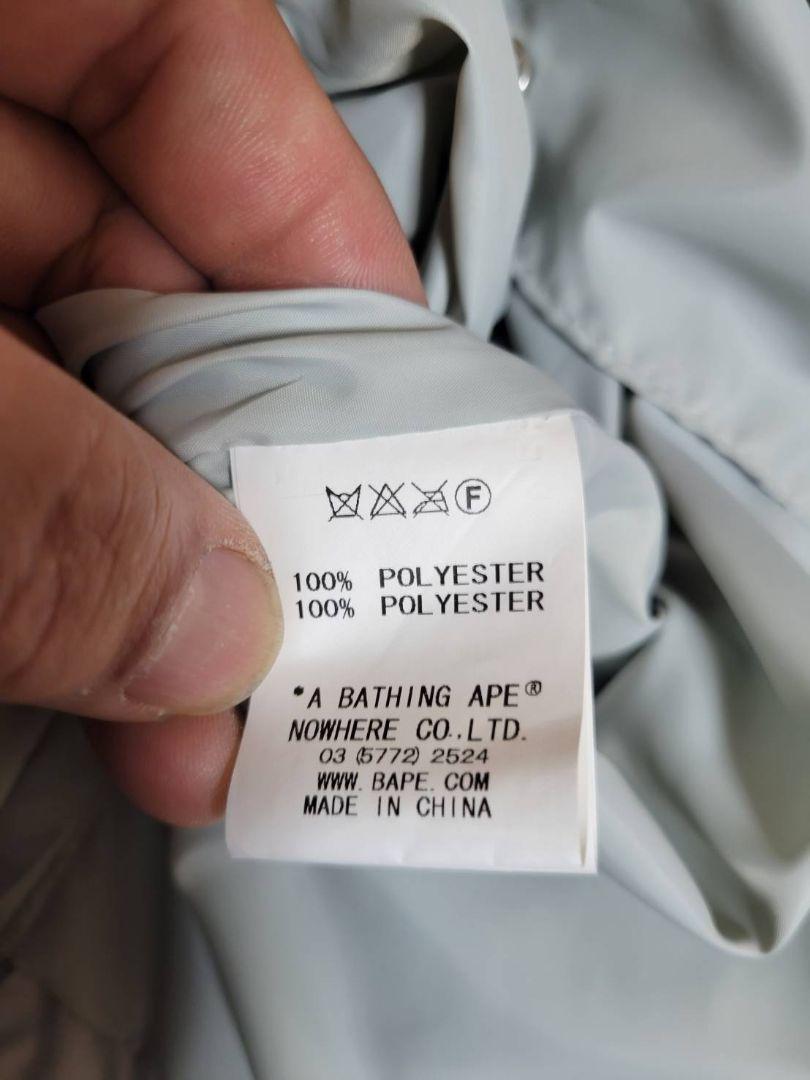 F
100% POLYESTER
100% POLYESTER
*A BATHING APE®
NOWHERE CO.,LTD.
03 (5772) 2524
WWW. BAPE. COM
MADE IN CHINA